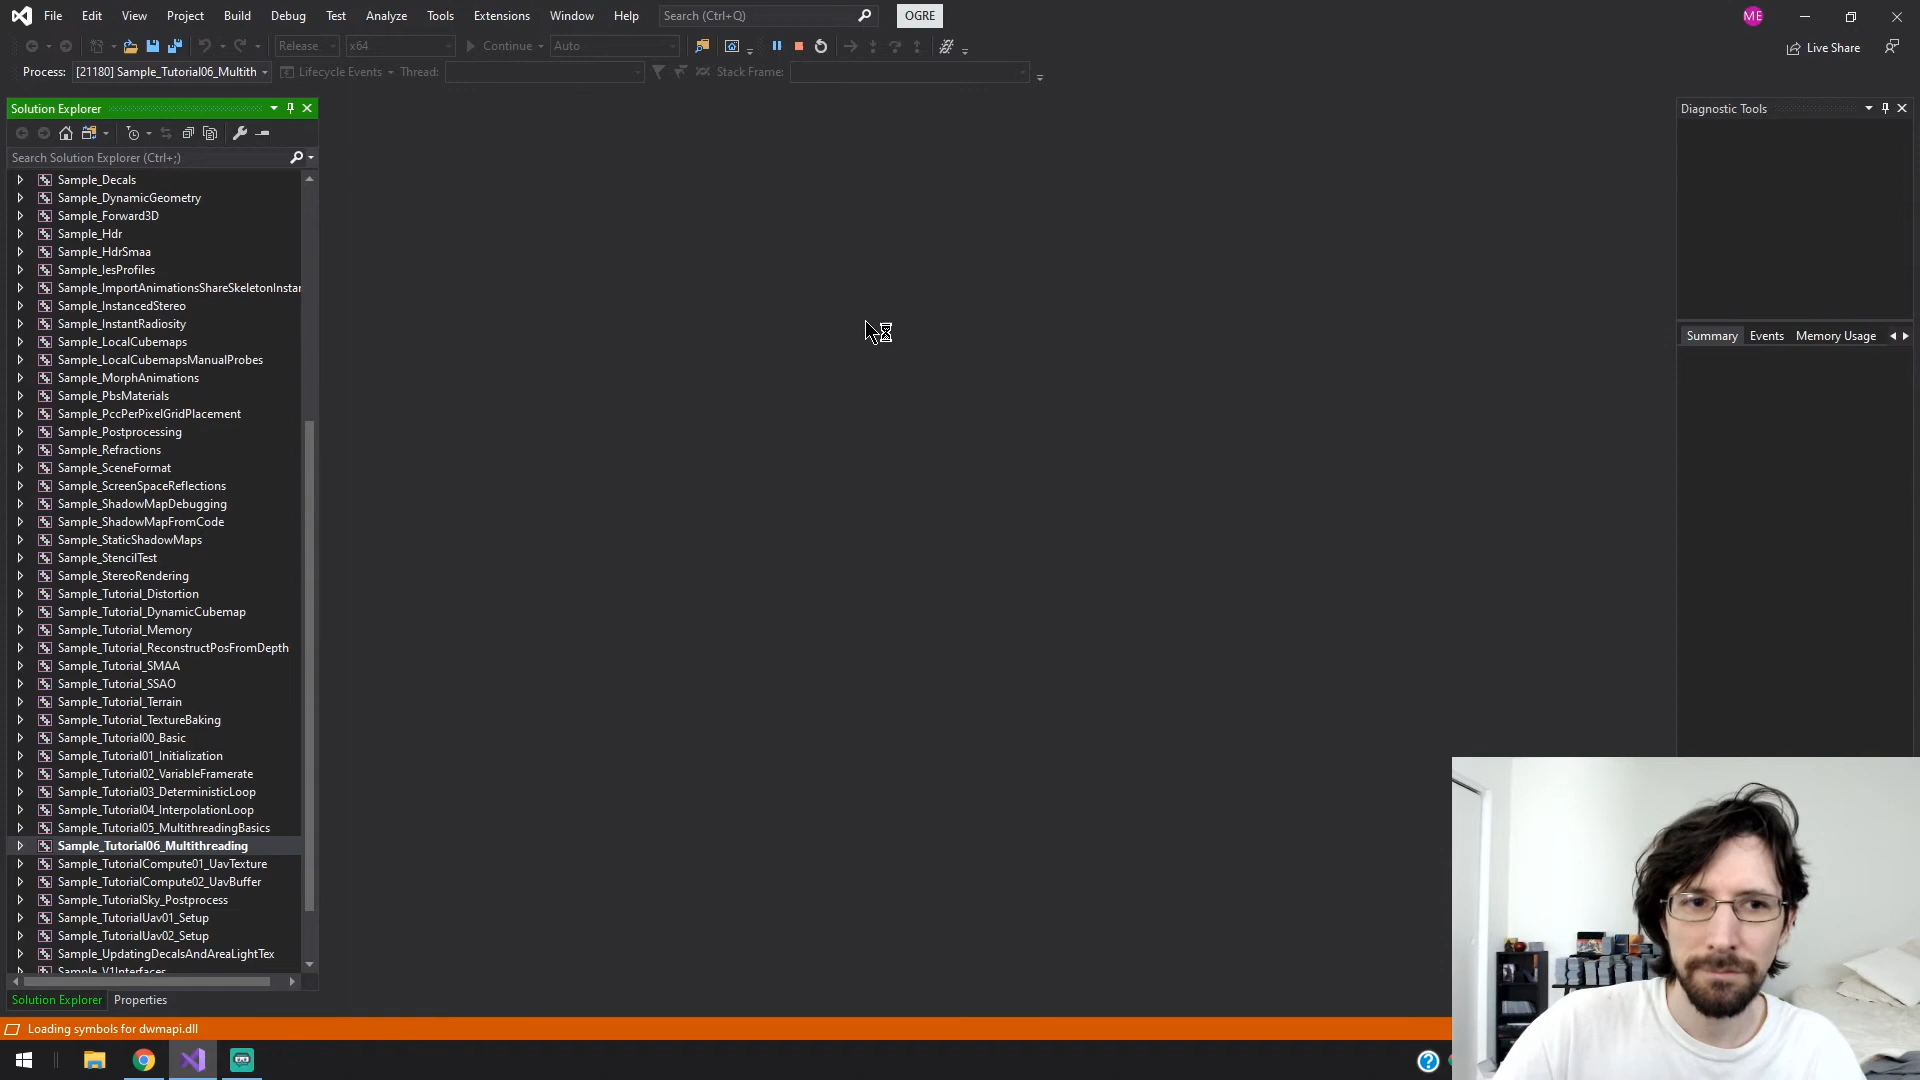 File Edit View Project Build Debug Test Analyze Tools Extensions Window Help Search (Ctrl+Q) OGRE ME
Release x64 Continue Auto Live Share
Process: [21180] Sample_Tutorial06_Multith Lifecycle Events Thread: Stack Frame:
Solution Explorer
Diagnostic Tools
Search Solution Explorer (Ctrl+;)
Sample_Decals
Sample_DynamicGeometry
Sample_Forward3D
Sample_Hdr
Sample_HdrSmaa
Sample_IesProfiles
Sample_ImportAnimationsShareSkeletonInstar
Sample_InstancedStereo
Sample_InstantRadiosity
Summary Events Memory Usage
Sample_LocalCubemaps
Sample_LocalCubemapsManualProbes
Sample_MorphAnimations
Sample_PbsMaterials
Sample_PccPerPixelGridPlacement
Sample_Postprocessing
Sample_Refractions
Sample_SceneFormat
Sample_ScreenSpaceReflections
Sample_ShadowMapDebugging
Sample_ShadowMapFromCode
Sample_StaticShadowMaps
Sample_StencilTest
Sample_StereoRendering
Sample_Tutorial_Distortion
Sample_Tutorial_DynamicCubemap
Sample_Tutorial_Memory
Sample_Tutorial_ReconstructPosFromDepth
Sample_Tutorial_SMAA
Sample_Tutorial_SSAO
Sample_Tutorial_Terrain
Sample_Tutorial_TextureBaking
Sample_Tutorial00_Basic
Sample_Tutorial01_Initialization
Sample_Tutorial02_VariableFramerate
Sample_Tutorial03_DeterministicLoop
Sample_Tutorial04_InterpolationLoop
Sample_Tutorial05_MultithreadingBasics
Sample_Tutorial06_Multithreading
Sample_TutorialCompute01_UavTexture
Sample_TutorialCompute02_UavBuffer
Sample_TutorialSky_Postprocess
Sample_TutorialUav01_Setup
Sample_TutorialUav02_Setup
Sample_UpdatingDecalsAndAreaLightTex
Sample_V1Interfaces
Solution Explorer Properties
Loading symbols for dwmapi.dll